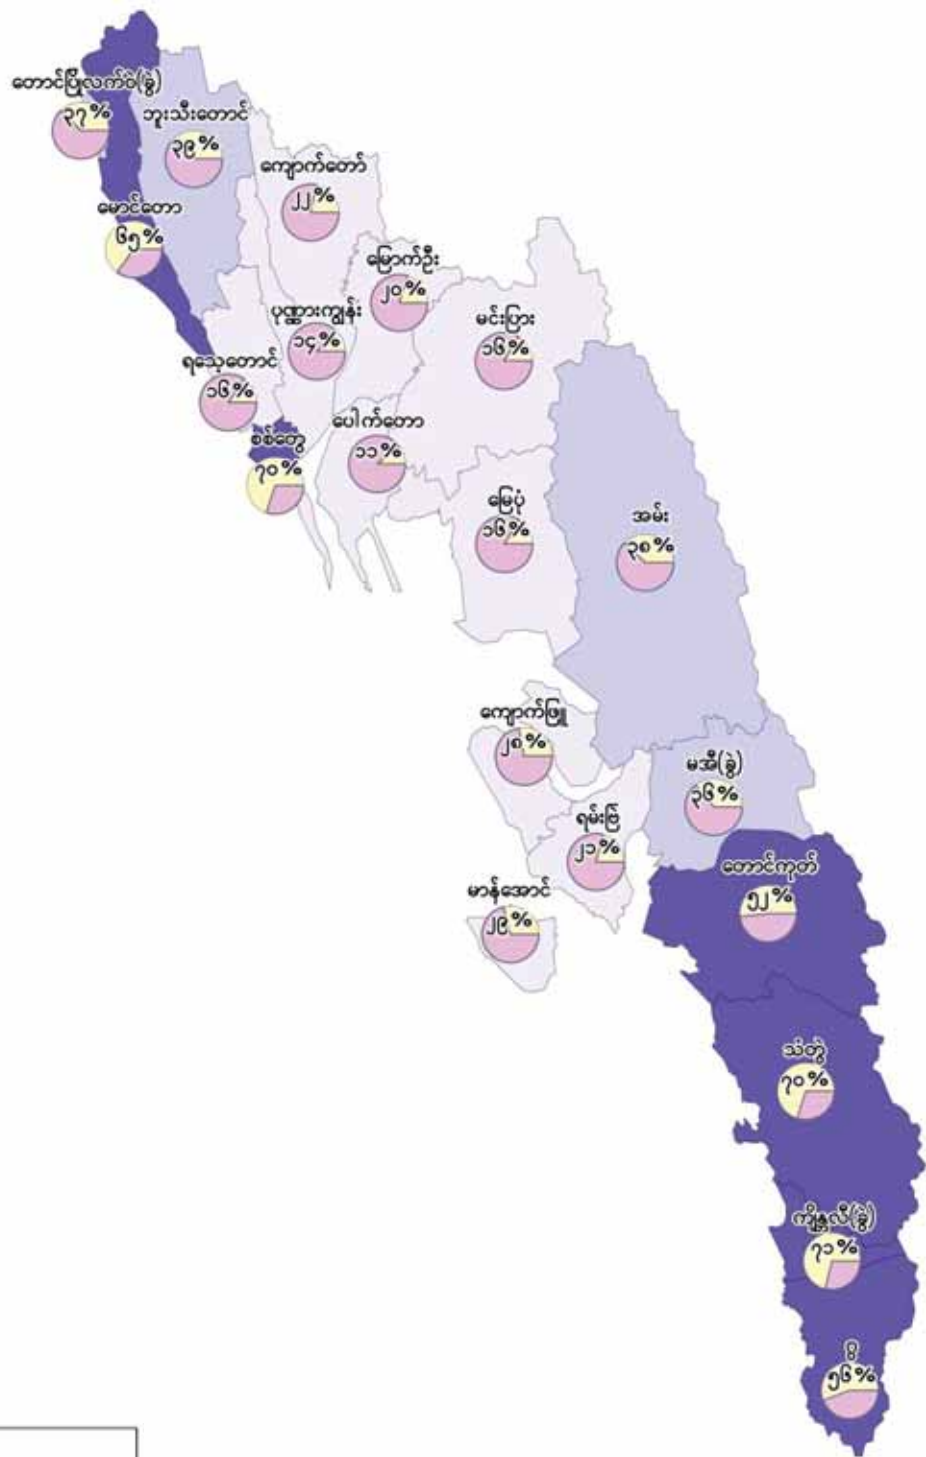 တောင်ပြိုလက်ဝဲ(ခွဲ)
၃၇%
ဘူးသီးတောင်
၃၉%
ကျောက်တော်
၂၂%
မောင်တော
၆၅%
မြောက်ဦး
၂၀%
ပုဏ္ဏားကျွန်း
၁၄%
မင်းပြား
၁၆%
ရသေ့တောင်
၁၆%
ပေါက်တော
၁၁%
စစ်တွေ
၇၀%
မြေပုံ
၁၆%
အမ်း
၃၈%
ကျောက်ဖြူ
၂၈%
မအီ(ခွဲ)
၃၆%
ရမ်းဗြဲ
၂၁%
တောင်ကုတ်
၅၂%
မာန်အောင်
၂၉%
သံတွဲ
၇၀%
ကျိန္တလီ(ခွဲ)
၇၁%
ဂွ
၅၆%